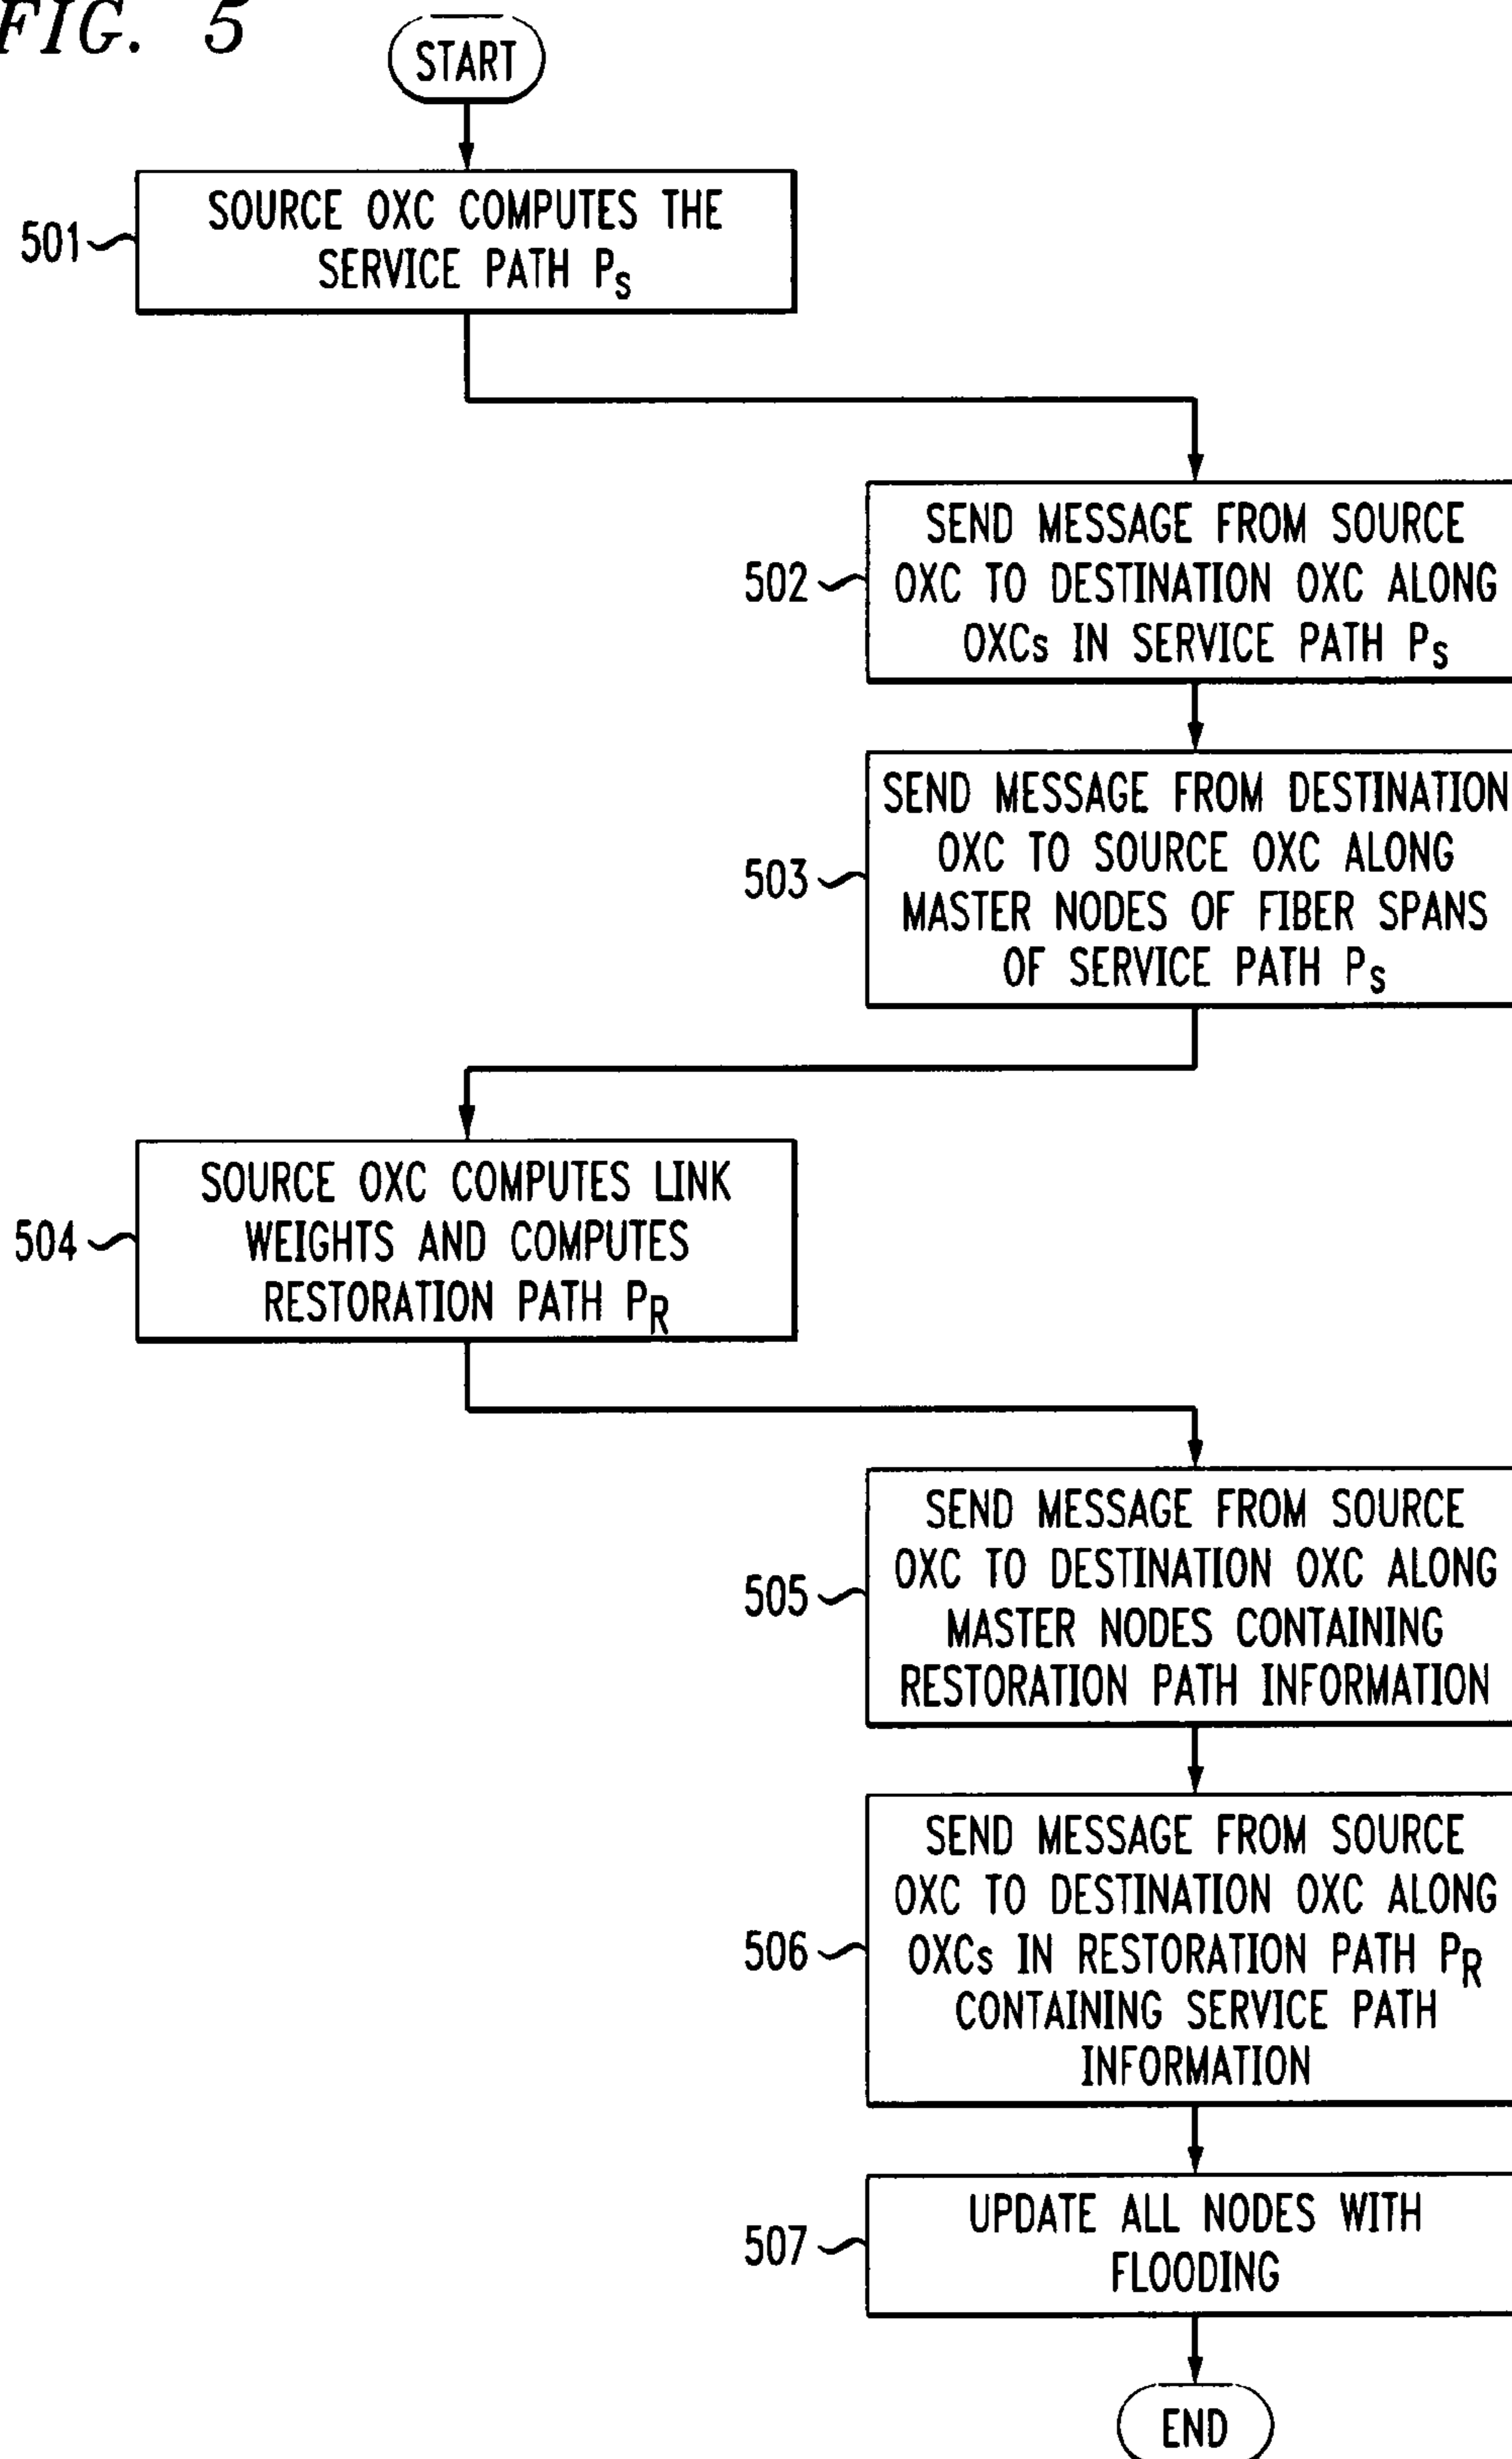 FIG. 5
START
501
SOURCE OXC COMPUTES THE
SERVICE PATH PS
502
SEND MESSAGE FROM SOURCE
OXC TO DESTINATION OXC ALONG
OXCs IN SERVICE PATH PS
503
SEND MESSAGE FROM DESTINATION
OXC TO SOURCE OXC ALONG
MASTER NODES OF FIBER SPANS
OF SERVICE PATH PS
504
SOURCE OXC COMPUTES LINK
WEIGHTS AND COMPUTES
RESTORATION PATH PR
505
SEND MESSAGE FROM SOURCE
OXC TO DESTINATION OXC ALONG
MASTER NODES CONTAINING
RESTORATION PATH INFORMATION
506
SEND MESSAGE FROM SOURCE
OXC TO DESTINATION OXC ALONG
OXCs IN RESTORATION PATH PR
CONTAINING SERVICE PATH
INFORMATION
507
UPDATE ALL NODES WITH
FLOODING
END